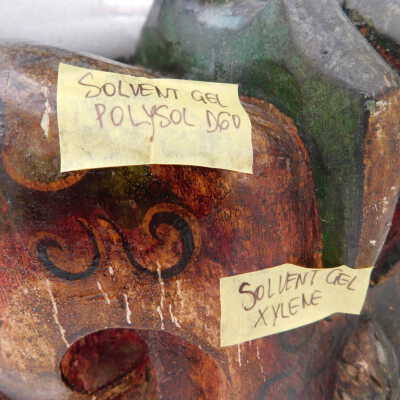 SOLVENT GEL
POLYSOL D60
SOLVENT GEL
XYLENE